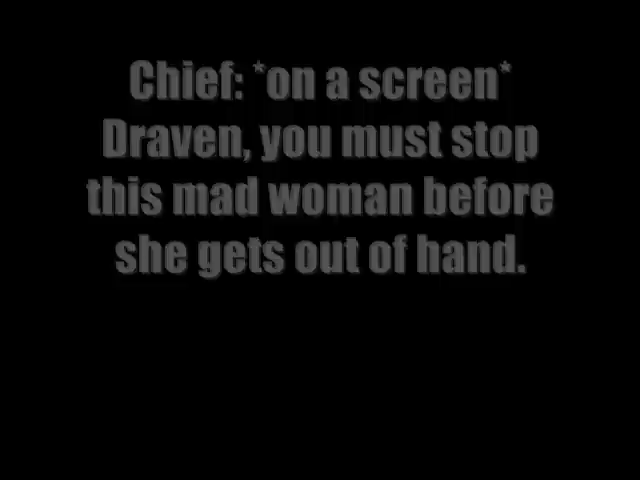 Chief: *on a screen*
Draven, you must stop
this mad woman before
she gets out of hand.